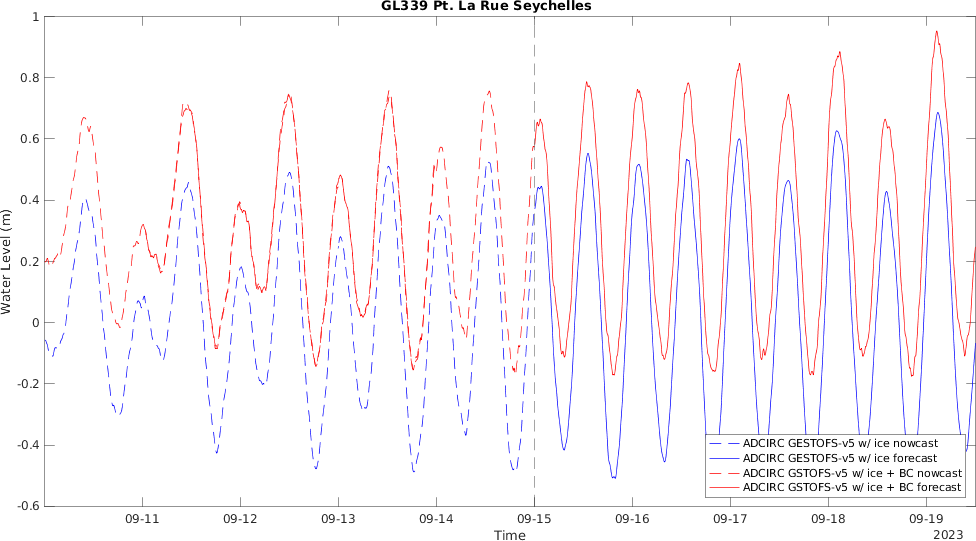 GL339 Pt. La Rue Seychelles
1
0.8
0.6
0.4
0.2
0
-0.2
-0.4
-0.6
Water Level (m)
09-11 09-12 09-13 09-14 09-15 09-16 09-17 09-18 09-19
Time
2023
ADCIRC GESTOFS-v5 w/ ice nowcast
ADCIRC GESTOFS-v5 w/ ice forecast
ADCIRC GSTOFS-v5 w/ ice + BC nowcast
ADCIRC GSTOFS-v5 w/ ice + BC forecast